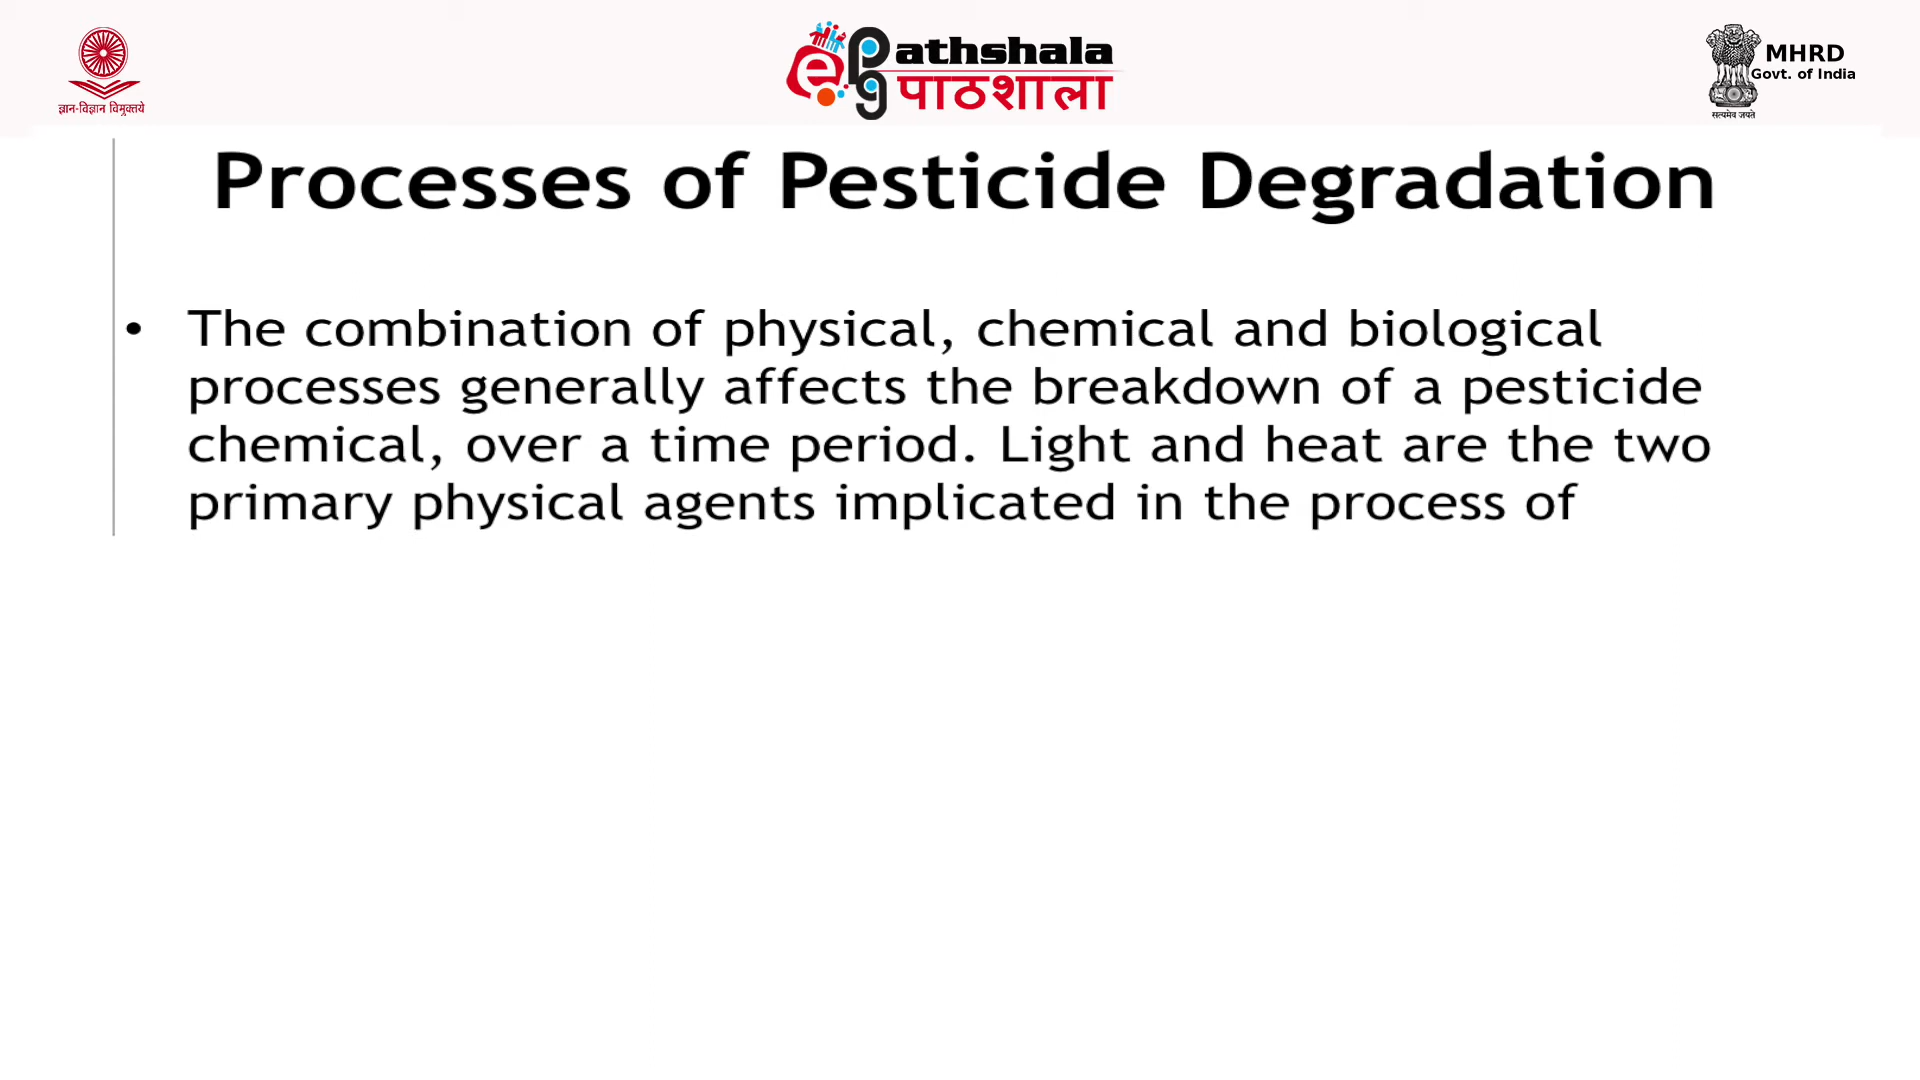 ज्ञान-विज्ञान विमुक्तये
ePgathshala
पाठशाला
MHRD
Govt. of India
सत्यमेव जयते
Processes of Pesticide Degradation
• The combination of physical, chemical and biological
processes generally affects the breakdown of a pesticide
chemical, over a time period. Light and heat are the two
primary physical agents implicated in the process of